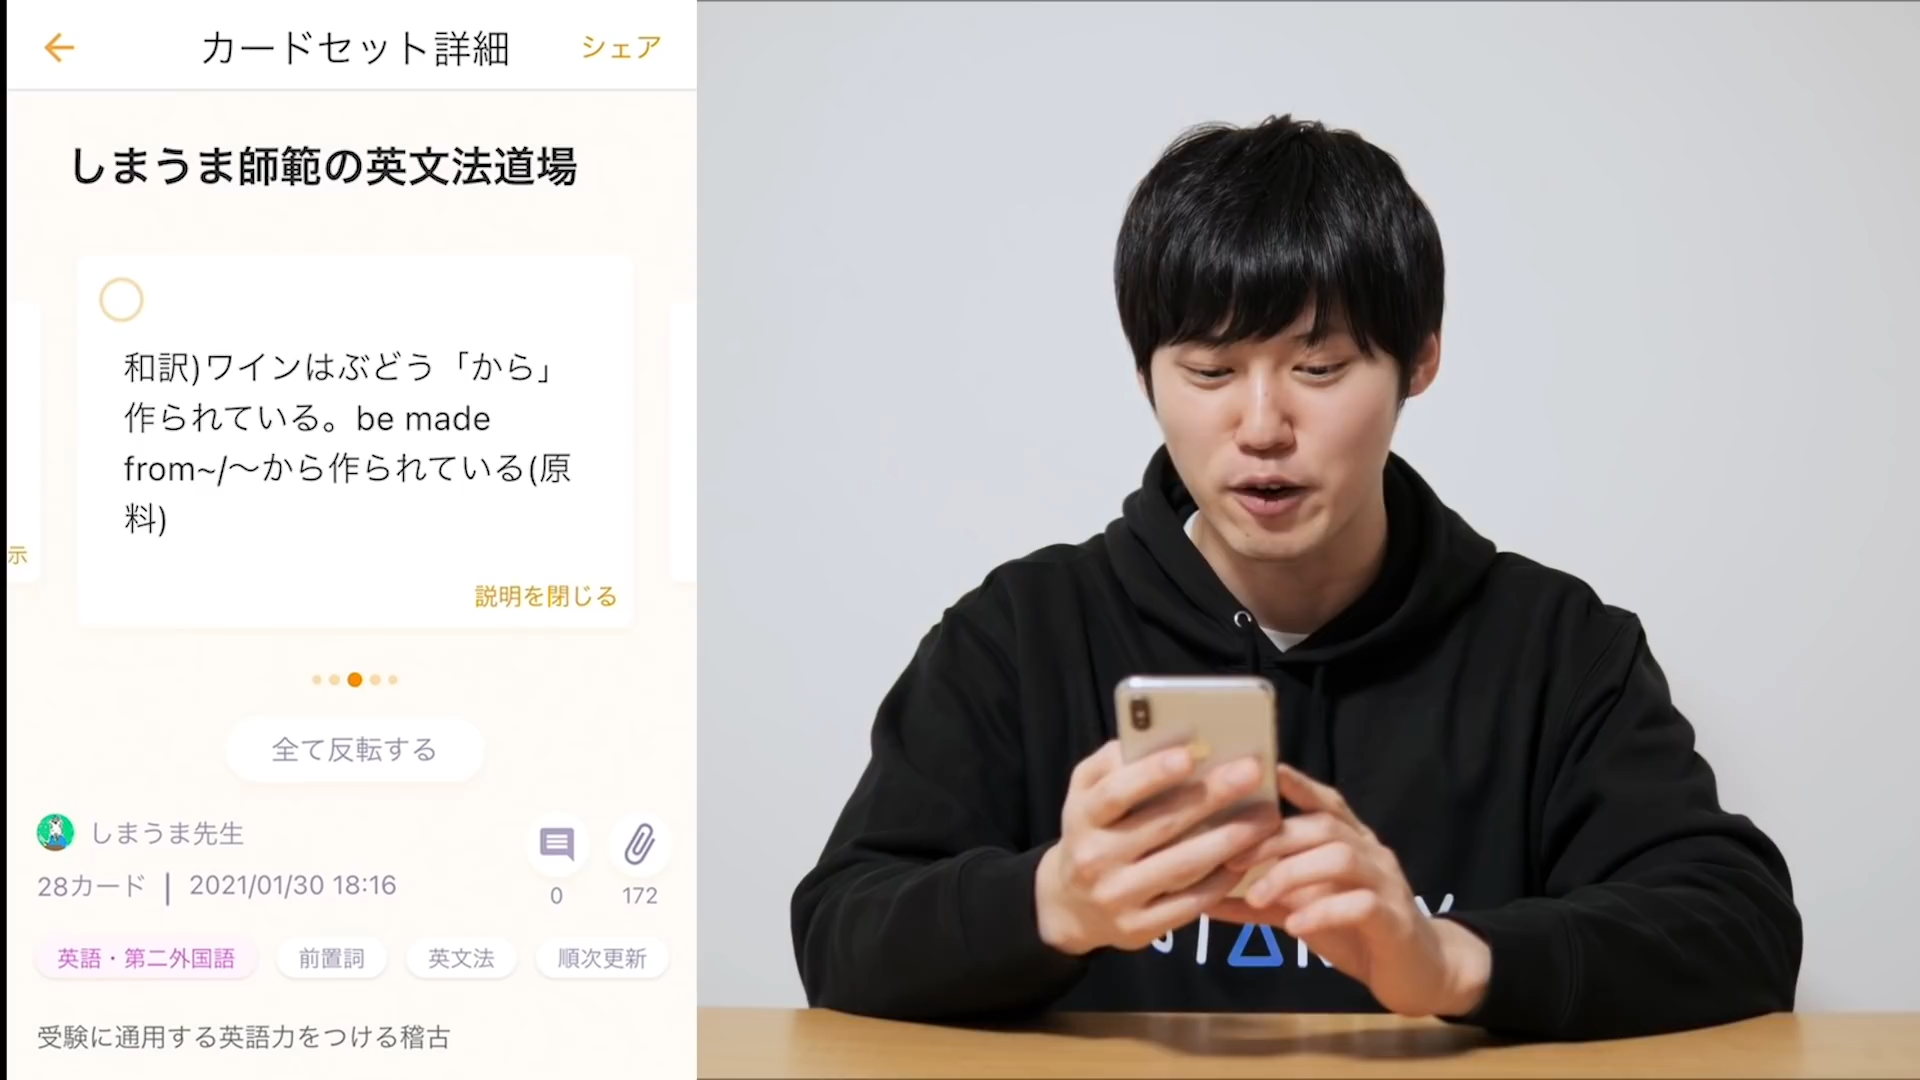 カードセット詳細
シェア
しまうま師範の英文法道場
和訳)ワインはぶどう「から」
作られている。be made
from~/〜から作られている(原
料)
示
説明を閉じる
全て反転する
しまうま先生
28カード | 2021/01/30 18:16
0
172
英語・第二外国語
前置詞
英文法
順次更新
受験に通用する英語力をつける稽古